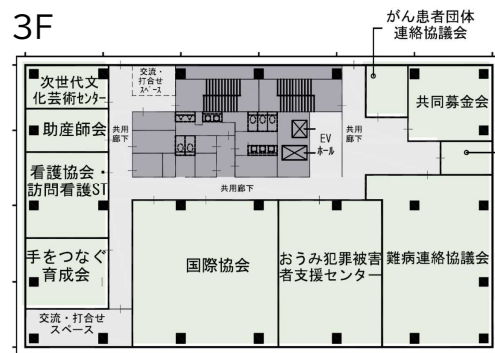 3F
がん患者団体
連絡協議会
交流・打合せ
スペース
次世代文
化芸術センター
共同募金会
助産師会
共用
廊下
EV
ホール
共用
廊下
看護協会・
訪問看護ST
共用廊下
手をつなぐ
育成会
国際協会
おうみ犯罪被害
者支援センター
難病連絡協議会
交流・打合せ
スペース